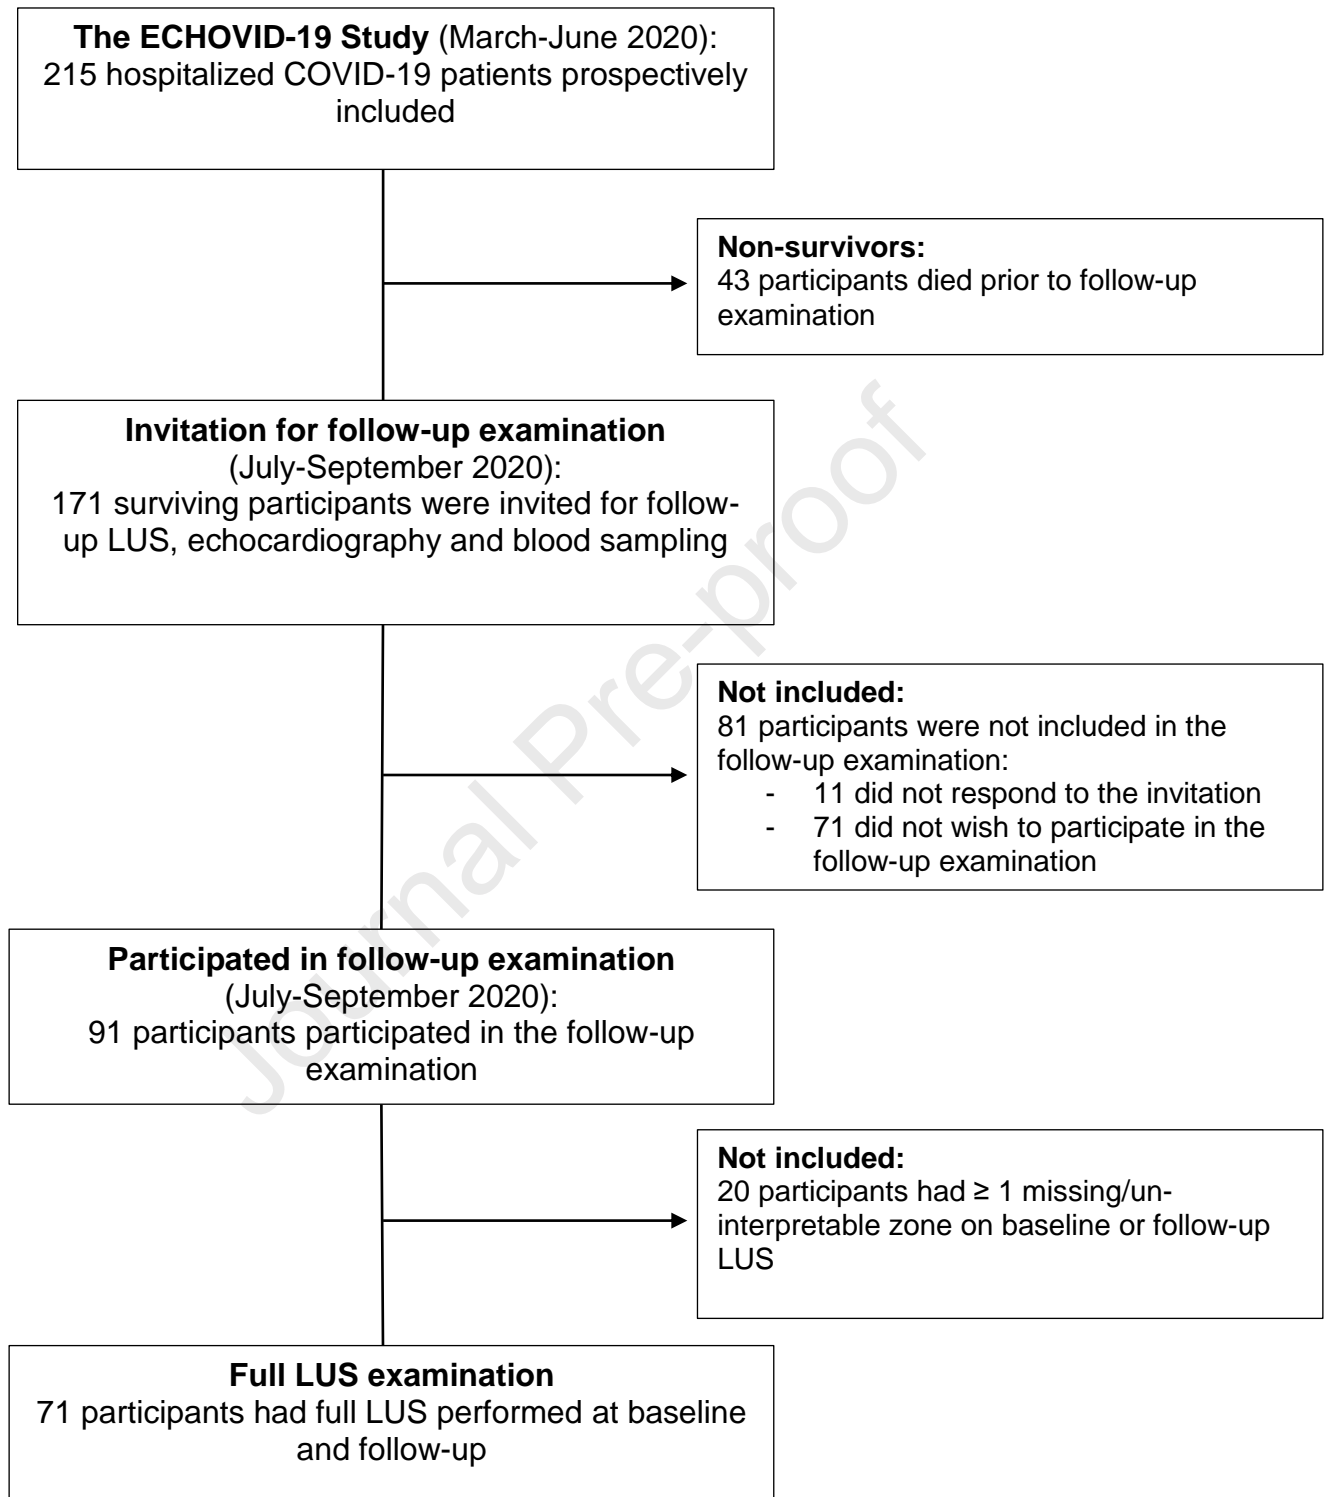 The ECHOVID-19 Study (March-June 2020):
215 hospitalized COVID-19 patients prospectively
included
Non-survivors:
43 participants died prior to follow-up
examination
Invitation for follow-up examination
(July-September 2020):
171 surviving participants were invited for follow-
up LUS, echocardiography and blood sampling
Not included:
81 participants were not included in the
follow-up examination:
- 11 did not respond to the invitation
- 71 did not wish to participate in the
follow-up examination
Participated in follow-up examination
(July-September 2020):
91 participants participated in the follow-up
examination
Not included:
20 participants had ≥ 1 missing/un-
interpretable zone on baseline or follow-up
LUS
Full LUS examination
71 participants had full LUS performed at baseline
and follow-up
Journal Pre-proof